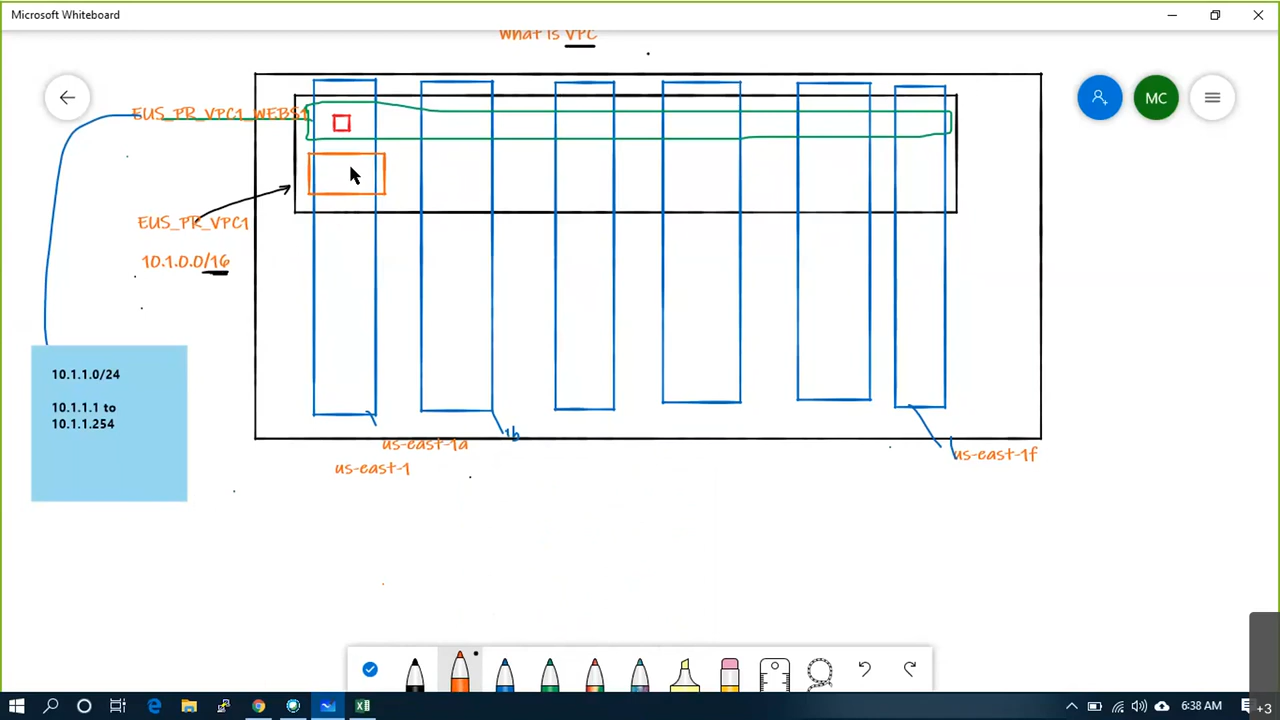 Microsoft Whiteboard
What is VPC
MC
EUS_PR_VPC1_WEBS1
EUS_PR_VPC1
10.1.0.0/16
10.1.1.0/24
10.1.1.1 to
10.1.1.254
1b
us-east-1a
us-east-1f
us-east-1
6:38 AM
+3